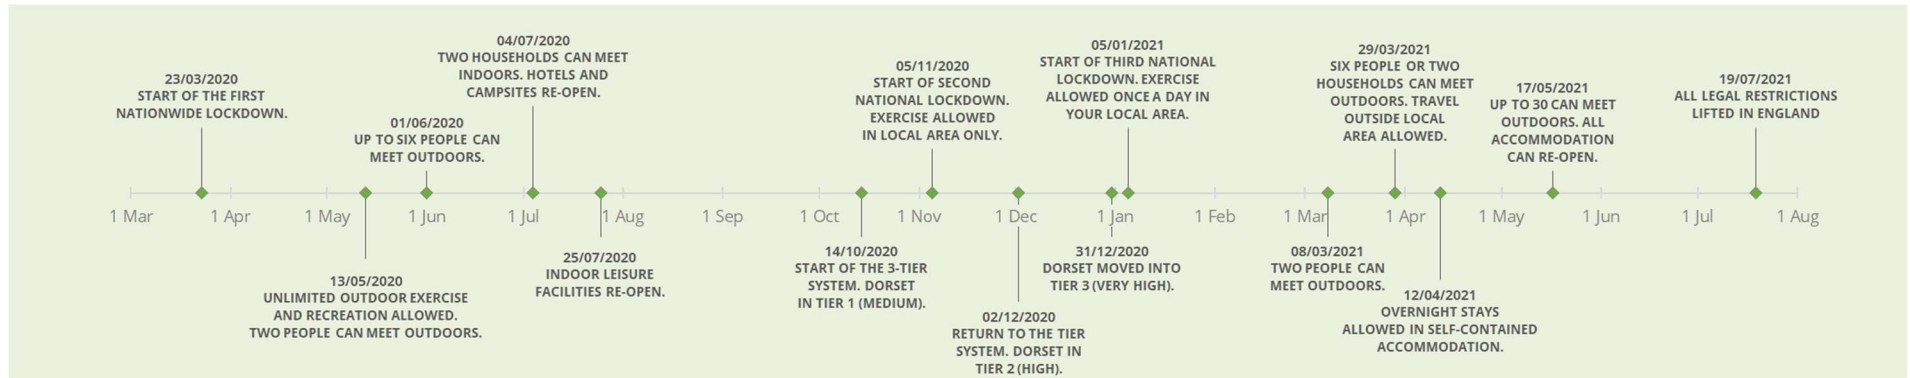 23/03/2020
START OF THE FIRST
NATIONWIDE LOCKDOWN.
13/05/2020
UNLIMITED OUTDOOR EXERCISE
AND RECREATION ALLOWED.
TWO PEOPLE CAN MEET OUTDOORS.
01/06/2020
UP TO SIX PEOPLE CAN
MEET OUTDOORS.
04/07/2020
TWO HOUSEHOLDS CAN MEET
INDOORS. HOTELS AND
CAMPSITES RE-OPEN.
25/07/2020
INDOOR LEISURE
FACILITIES RE-OPEN.
14/10/2020
START OF THE 3-TIER
SYSTEM. DORSET
IN TIER 1 (MEDIUM).
05/11/2020
START OF SECOND
NATIONAL LOCKDOWN.
EXERCISE ALLOWED
IN LOCAL AREA ONLY.
02/12/2020
RETURN TO THE TIER
SYSTEM. DORSET IN
TIER 2 (HIGH).
31/12/2020
DORSET MOVED INTO
TIER 3 (VERY HIGH).
05/01/2021
START OF THIRD NATIONAL
LOCKDOWN. EXERCISE
ALLOWED ONCE A DAY IN
YOUR LOCAL AREA.
08/03/2021
TWO PEOPLE CAN
MEET OUTDOORS.
29/03/2021
SIX PEOPLE OR TWO
HOUSEHOLDS CAN MEET
OUTDOORS. TRAVEL
OUTSIDE LOCAL
AREA ALLOWED.
12/04/2021
OVERNIGHT STAYS
ALLOWED IN SELF-CONTAINED
ACCOMMODATION.
17/05/2021
UP TO 30 CAN MEET
OUTDOORS. ALL
ACCOMMODATION
CAN RE-OPEN.
19/07/2021
ALL LEGAL RESTRICTIONS
LIFTED IN ENGLAND
1 Mar 1 Apr 1 May 1 Jun 1 Jul 1 Aug 1 Sep 1 Oct 1 Nov 1 Dec 1 Jan 1 Feb 1 Mar 1 Apr 1 May 1 Jun 1 Jul 1 Aug